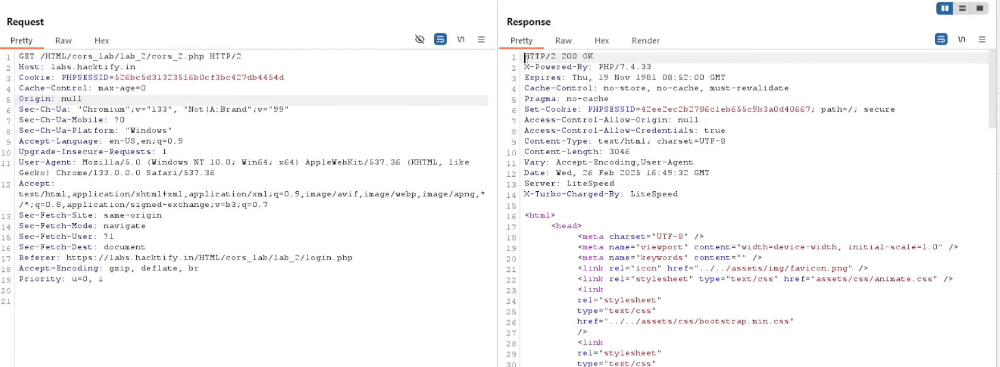 Request
Pretty Raw Hex
\n
1 GET /HTML/cors_lab/lab_2/cors_2.php HTTP/2
2 Host: labs.hacktify.in
3 Cookie: PHPSESSID=526bc5d31323516b0cf3bc427db4454d
4 Cache-Control: max-age=0
5 Origin: null
6 Sec-Ch-Ua: "Chromium";v="133", "Not(A:Brand";v="99"
7 Sec-Ch-Ua-Mobile: ?0
8 Sec-Ch-Ua-Platform: "Windows"
9 Accept-Language: en-US,en;q=0.9
10 Upgrade-Insecure-Requests: 1
11 User-Agent: Mozilla/5.0 (Windows NT 10.0; Win64; x64) AppleWebKit/537.36 (KHTML, like
Gecko) Chrome/133.0.0.0 Safari/537.36
12 Accept:
text/html,application/xhtml+xml,application/xml;q=0.9,image/avif,image/webp,image/apng,*
/*;q=0.8,application/signed-exchange;v=b3;q=0.7
13 Sec-Fetch-Site: same-origin
14 Sec-Fetch-Mode: navigate
15 Sec-Fetch-User: ?1
16 Sec-Fetch-Dest: document
17 Referer: https://labs.hacktify.in/HTML/cors_lab/lab_2/login.php
18 Accept-Encoding: gzip, deflate, br
19 Priority: u=0, i
20
21
Response
Pretty Raw Hex Render
\n
1 HTTP/2 200 OK
2 X-Powered-By: PHP/7.4.33
3 Expires: Thu, 19 Nov 1981 08:52:00 GMT
4 Cache-Control: no-store, no-cache, must-revalidate
5 Pragma: no-cache
6 Set-Cookie: PHPSESSID=42ee2ec2b2786c1eb655c9b3a0d40667; path=/; secure
7 Access-Control-Allow-Origin: null
8 Access-Control-Allow-Credentials: true
9 Content-Type: text/html; charset=UTF-8
10 Content-Length: 3046
11 Vary: Accept-Encoding,User-Agent
12 Date: Wed, 26 Feb 2025 16:49:32 GMT
13 Server: LiteSpeed
14 X-Turbo-Charged-By: LiteSpeed
15
16 <html>
17 <head>
18 <meta charset="UTF-8" />
19 <meta name="viewport" content="width=device-width, initial-scale=1.0" />
20 <meta name="keywords" content="" />
21 <link rel="icon" href="../../assets/img/favicon.png" />
22 <link rel="stylesheet" type="text/css" href="assets/css/animate.css" />
23 <link
24 rel="stylesheet"
25 type="text/css"
26 href="../../assets/css/bootstrap.min.css"
27 />
28 <link
29 rel="stylesheet"
30 type="text/css"